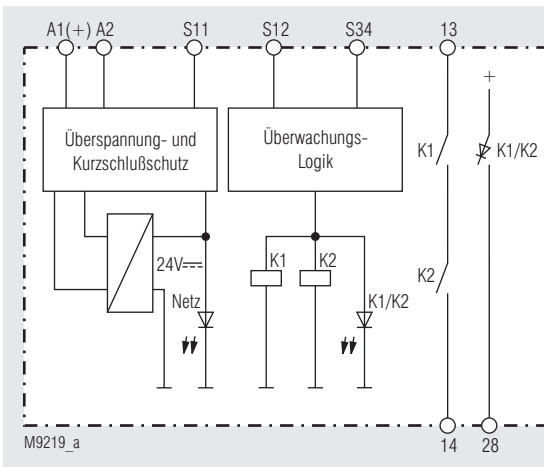 A1(+) A2 S11 S12 S34 13
+
Überspannung- und
Kurzschlußschutz
Überwachungs-
Logik
K1
K1/K2
24V
K1
K2
K2
Netz
K1/K2
M9219_a
14
28